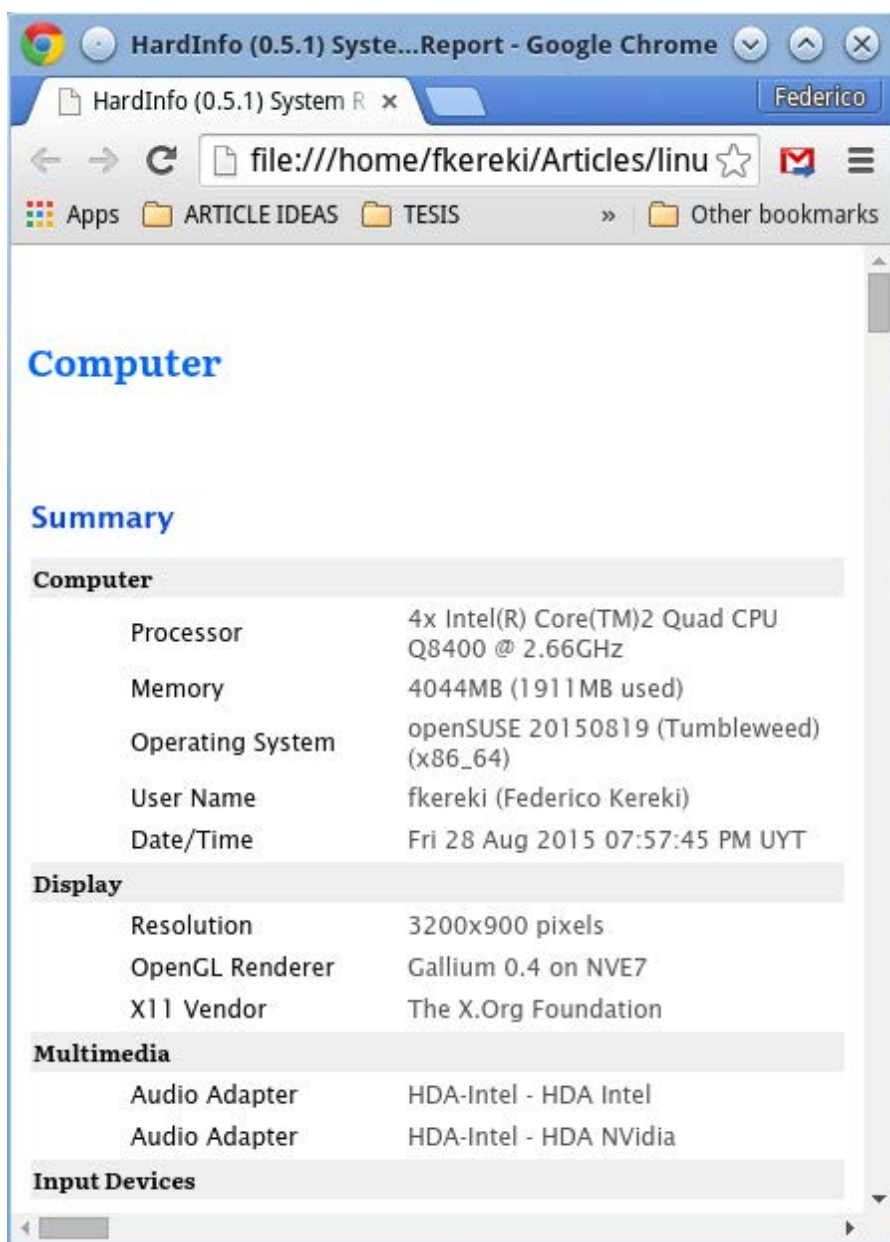 HardInfo (0.5.1) Syste...Report - Google Chrome
HardInfo (0.5.1) System R
Federico
file:///home/fkereki/Articles/linu
Apps ARTICLE IDEAS TESIS » Other bookmarks
Computer
Summary
Computer
Processor 4x Intel(R) Core(TM)2 Quad CPU
Q8400 @ 2.66GHz
Memory 4044MB (1911MB used)
Operating System openSUSE 20150819 (Tumbleweed)
(x86_64)
User Name fkereki (Federico Kereki)
Date/Time Fri 28 Aug 2015 07:57:45 PM UYT
Display
Resolution 3200x900 pixels
OpenGL Renderer Gallium 0.4 on NVE7
X11 Vendor The X.Org Foundation
Multimedia
Audio Adapter HDA-Intel - HDA Intel
Audio Adapter HDA-Intel - HDA NVidia
Input Devices